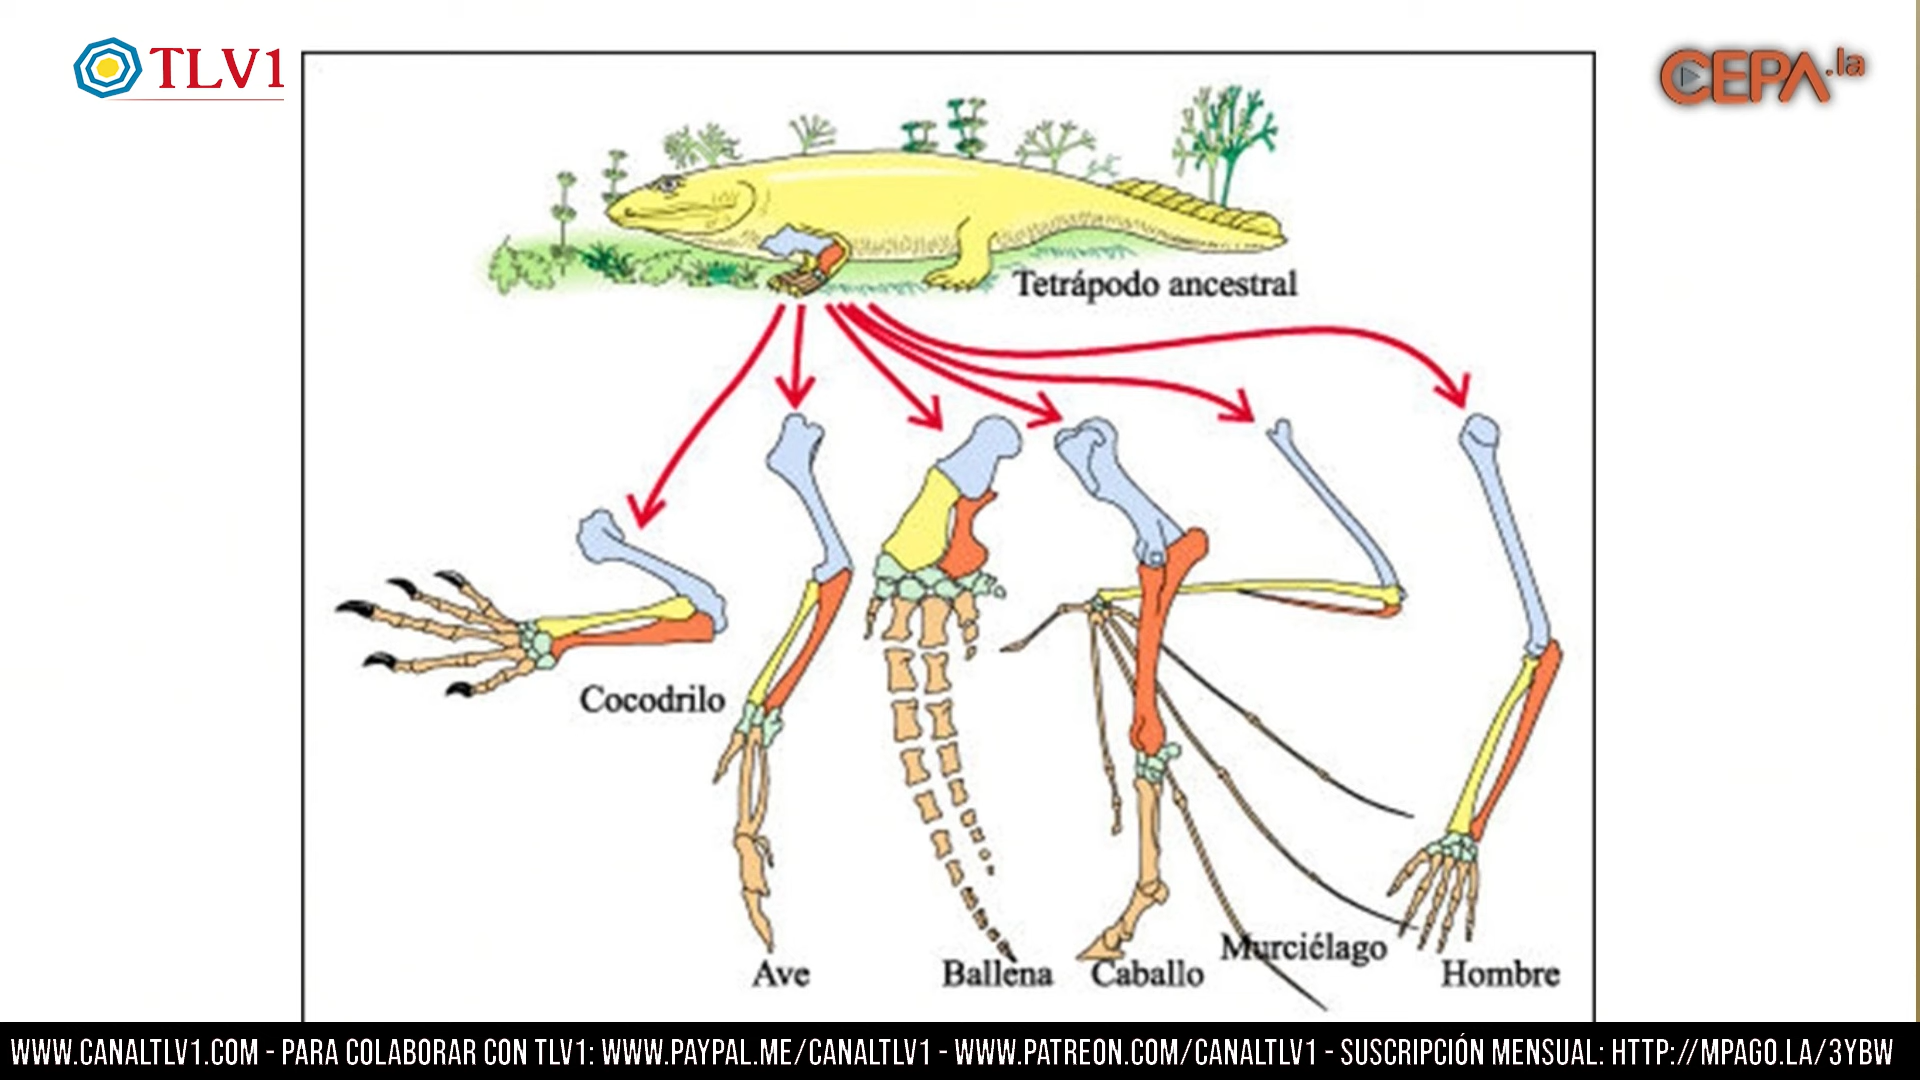 TLV1
CEPA.la
Tetrápodo ancestral
Cocodrilo
Ave
Ballena
Caballo
Murciélago
Hombre
WWW.CANALTLV1.COM - PARA COLABORAR CON TLV1: WWW.PAYPAL.ME/CANALTLV1 - WWW.PATREON.COM/CANALTLV1 - SUSCRIPCIÓN MENSUAL: HTTP://MPAGO.LA/3YBW